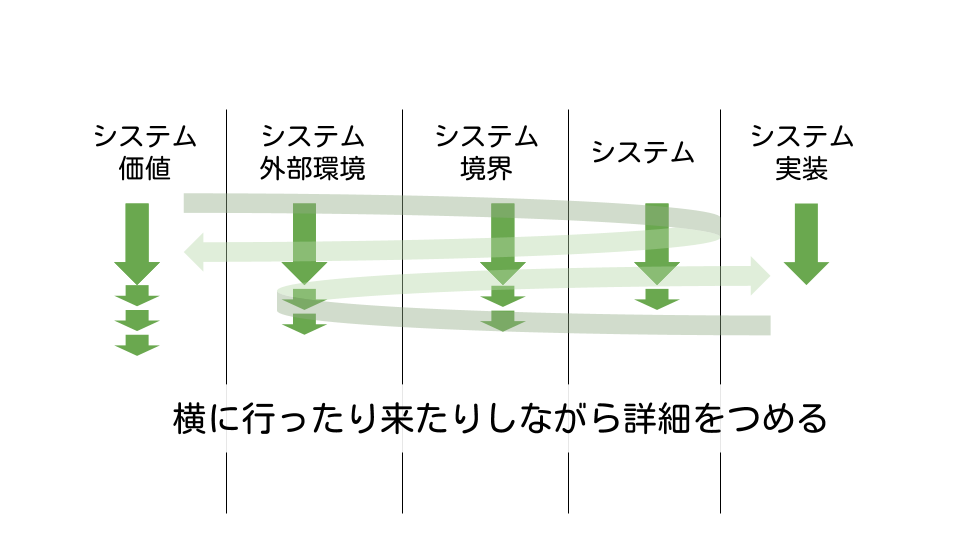 システム
価値
システム
外部環境
システム
境界
システム
システム
実装
横に行ったり来たりしながら詳細をつめる